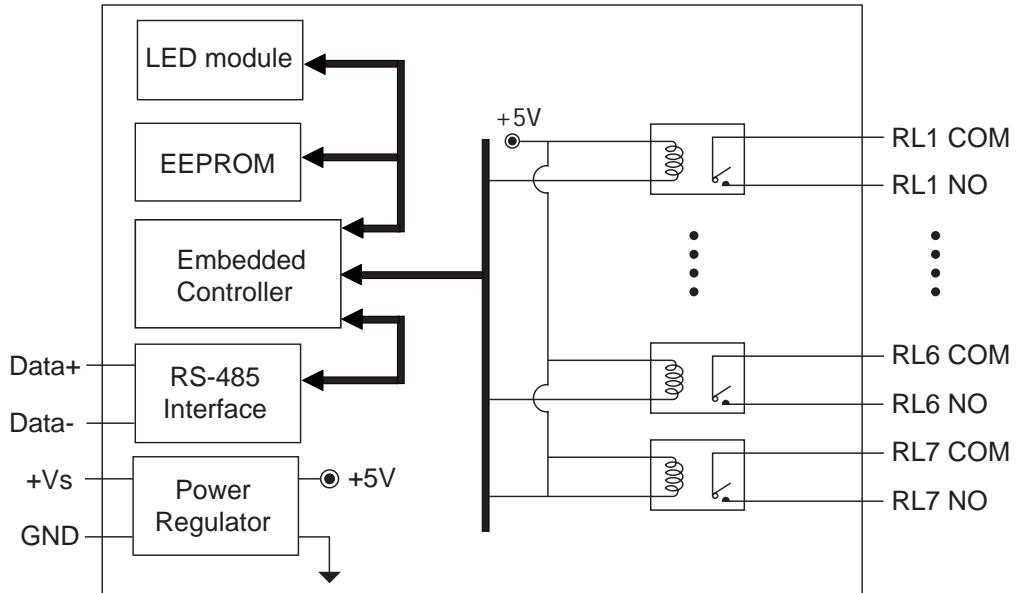 LED module
EEPROM
Embedded
Controller
Data+
Data-
RS-485
Interface
+Vs
GND
Power
Regulator
+5V
+5V
RL1 COM
RL1 NO
RL6 COM
RL6 NO
RL7 COM
RL7 NO